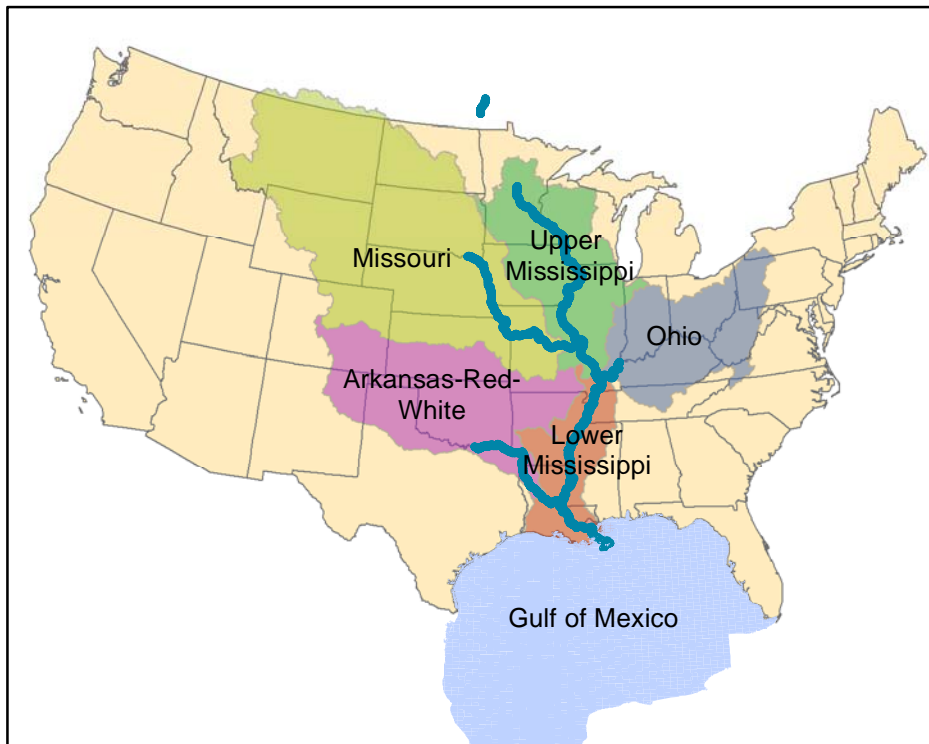 Upper
Mississippi
Missouri
Ohio
Arkansas-Red-
White
Lower
Mississippi
Gulf of Mexico